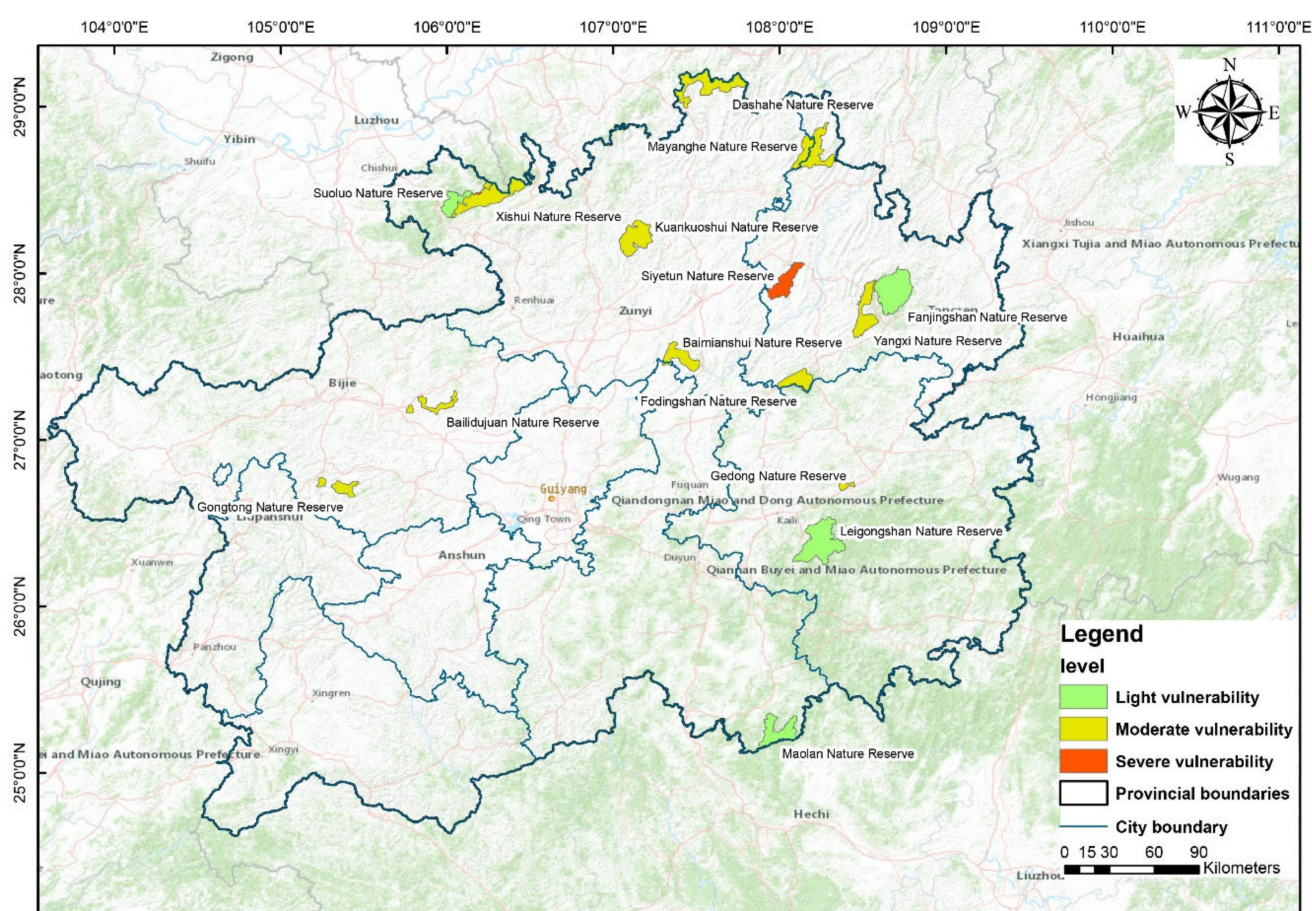 104°0'0"E 105°0'0"E 106°0'0"E 107°0'0"E 108°0'0"E 109°0'0"E 110°0'0"E 111°0'0"E
Zigong
N
W E
S
29°0'0"N
Dashahe Nature Reserve
Luzhou
Yibin
Mayanghe Nature Reserve
Shuifu
Chishui
Suoluo Nature Reserve
Xishui Nature Reserve
Kuankuoshui Nature Reserve
Jishou
Xiangxi Tujia and Miao Autonomous Prefectu
28°0'0"N
Siyetun Nature Reserve
Renhuai
Zunyi
Fanjingshan Nature Reserve
Huaihua
Le
Baimianshui Nature Reserve
Yangxi Nature Reserve
aotong
Bijie
Fodingshan Nature Reserve
Hongjiang
Bailidujuan Nature Reserve
27°0'0"N
Gedong Nature Reserve
Wugang
Guiyang
Fuquan
Qiandongnan Miao and Dong Autonomous Prefecture
Gongtong Nature Reserve
Liupanshui
Qing Town
Kaili
Leigongshan Nature Reserve
Anshun
Duyun
Xuanwei
Qiannan Buyei and Miao Autonomous Prefecture
26°0'0"N
Panzhou
Qujing
Xingren
Xingyi
ei and Miao Autonomous Prefecture
Maolan Nature Reserve
25°0'0"N
Hechi
Liuzhou
Legend
level
Light vulnerability
Moderate vulnerability
Severe vulnerability
Provincial boundaries
City boundary
0 15 30 60 90
Kilometers